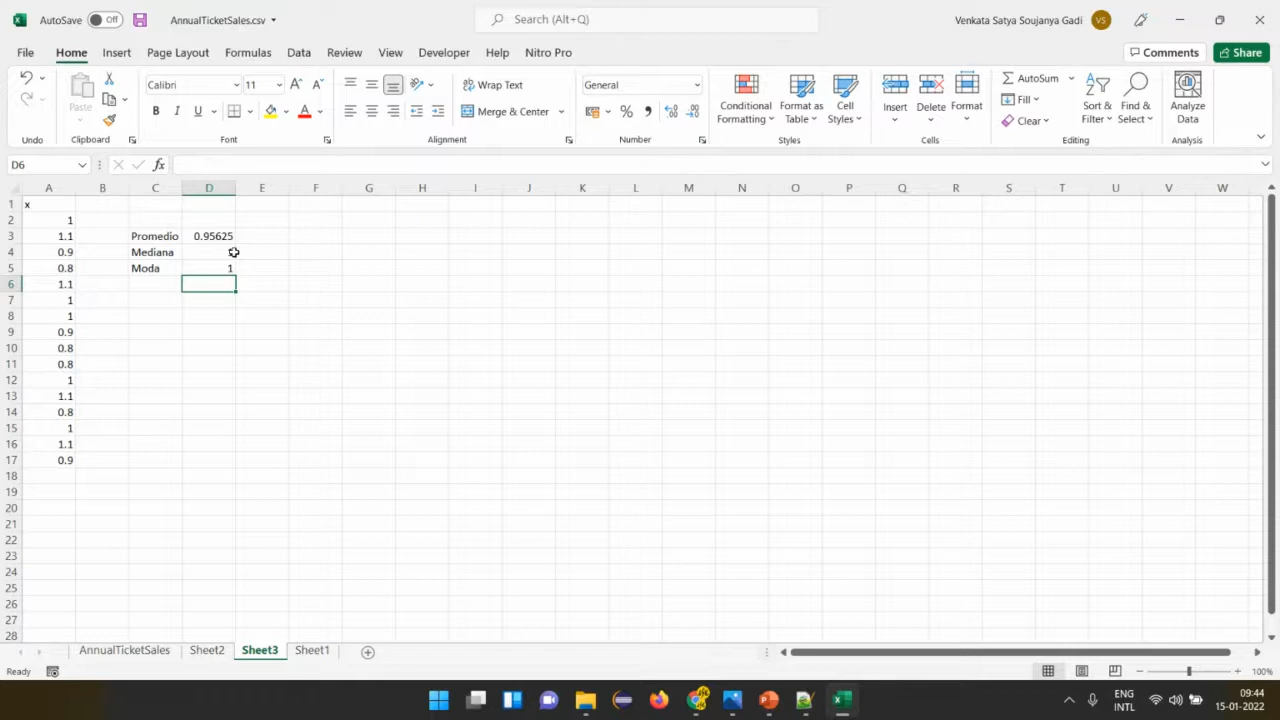 AutoSave Off AnnualTicketSales.csv Search (Alt+Q) Venkata Satya Soujanya Gadi VS
File Home Insert Page Layout Formulas Data Review View Developer Help Nitro Pro Comments Share
Paste Calibri 11 Wrap Text General Conditional Formatting Format as Table Cell Styles Insert Delete Format AutoSum Sort & Filter Find & Select Analyze Data
B I U Merge & Center Fill
Clear
Undo Clipboard Font Alignment Number Styles Cells Editing Analysis
D6 fx
A B C D E F G H I J K L M N O P Q R S T U V W
1 x
2 1
3 1.1 Promedio 0.95625
4 0.9 Mediana
5 0.8 Moda 1
6 1.1
7 1
8 1
9 0.9
10 0.8
11 0.8
12 1
13 1.1
14 0.8
15 1
16 1.1
17 0.9
18
19
20
21
22
23
24
25
26
27
28
AnnualTicketSales Sheet2 Sheet3 Sheet1
Ready 100%
ENG INTL 09:44 15-01-2022